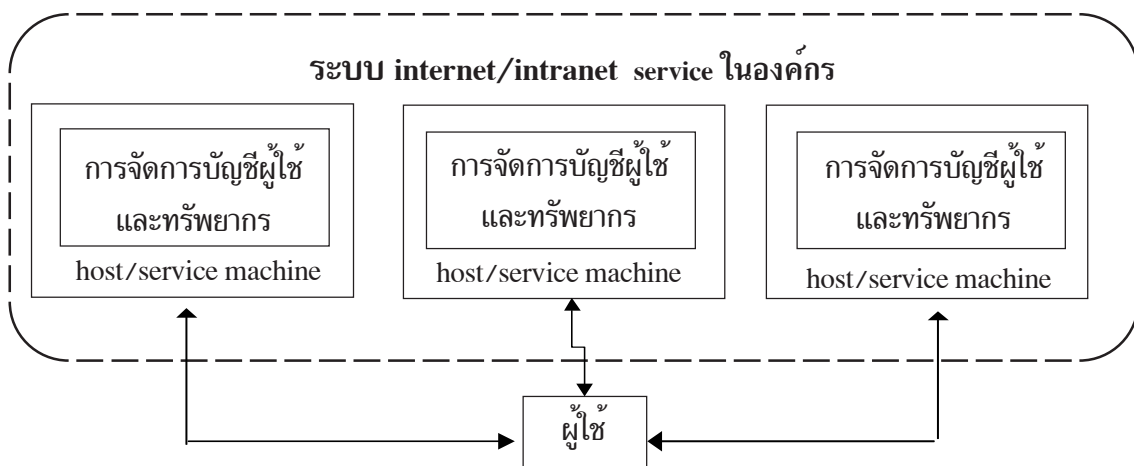 ระบบ internet/intranet service ในองค์กร
การจัดการบัญชีผู้ใช้
และทรัพยากร
host/service machine
การจัดการบัญชีผู้ใช้
และทรัพยากร
host/service machine
การจัดการบัญชีผู้ใช้
และทรัพยากร
host/service machine
ผู้ใช้